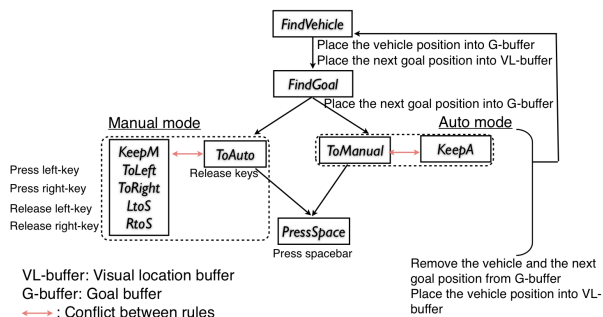 FindVehicle
Place the vehicle position into G-buffer
Place the next goal position into VL-buffer
FindGoal
Place the next goal position into G-buffer
Manual mode
Auto mode
KeepM
ToLeft
ToRight
LtoS
RtoS
Press left-key
Press right-key
Release left-key
Release right-key
ToAuto
Release keys
ToManual
KeepA
PressSpace
Press spacebar
Remove the vehicle and the next
goal position from G-buffer
Place the vehicle position into VL-
buffer
VL-buffer: Visual location buffer
G-buffer: Goal buffer
: Conflict between rules